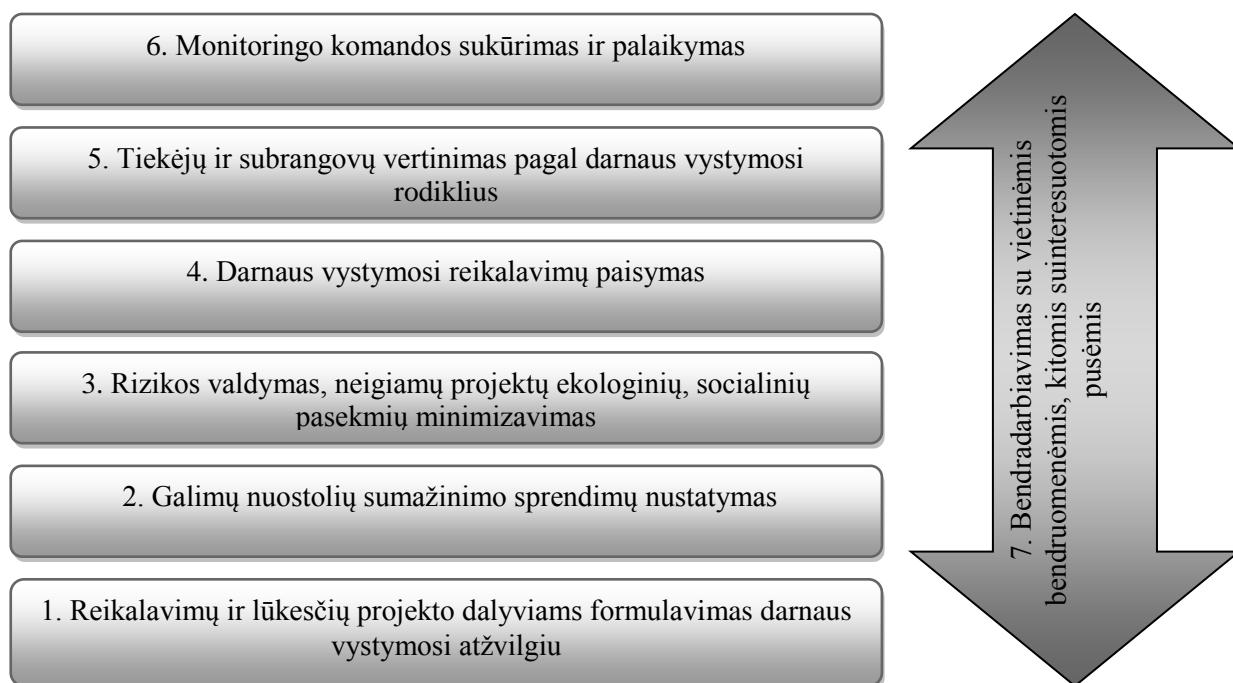 6. Monitoringo komandos sukūrimas ir palaikymas
5. Tiekėjų ir subrangovų vertinimas pagal darnaus vystymosi
rodiklius
4. Darnaus vystymosi reikalavimų paisymas
3. Rizikos valdymas, neigiamų projektų ekologinių, socialinių
pasekmių minimizavimas
2. Galimų nuostolių sumažinimo sprendimų nustatymas
1. Reikalavimų ir lūkesčių projekto dalyviams formulavimas darnaus
vystymosi atžvilgiu
7. Bendradarbiavimas su vietinėmis
bendruomenėmis, kitomis suinteresuotomis
pusėmis